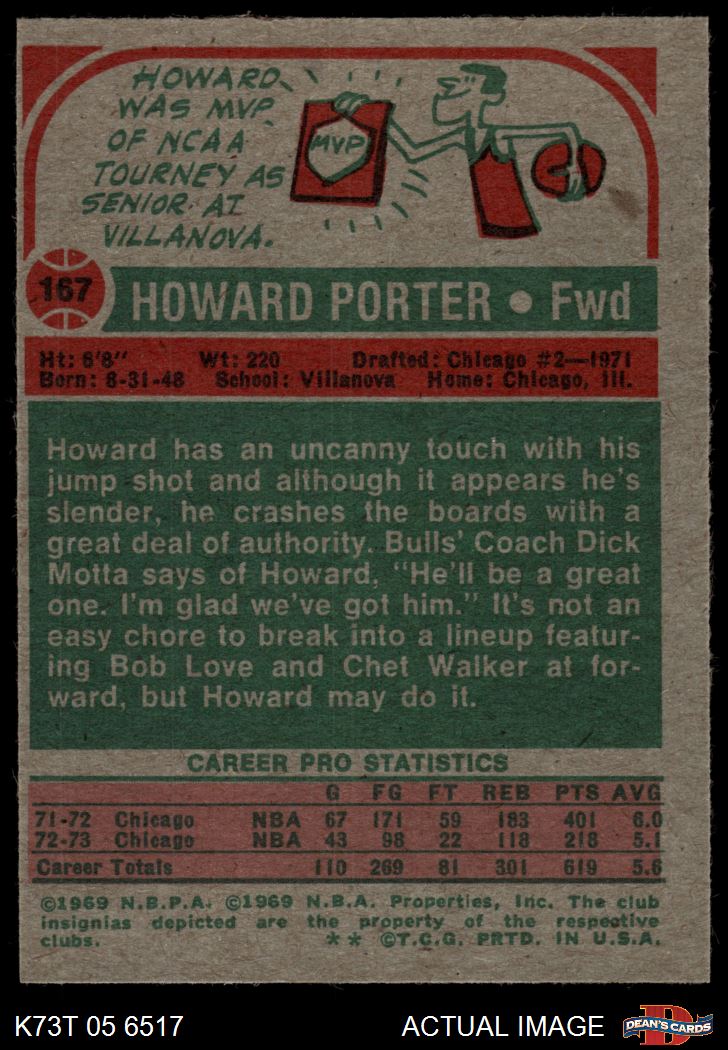 HOWARD
WAS MVP
OF NCAA
TOURNEY AS
SENIOR AT
VILLANOVA.
MVP
167
HOWARD PORTER • Fwd
Ht: 6'8" Wt: 220 Drafted: Chicago #2—1971
Born: 8-31-48 School: Villanova Home: Chicago, Ill.
Howard has an uncanny touch with his
jump shot and although it appears he's
slender, he crashes the boards with a
great deal of authority. Bulls' Coach Dick
Motta says of Howard, "He'll be a great
one. I'm glad we've got him." It's not an
easy chore to break into a lineup featur-
ing Bob Love and Chet Walker at for-
ward, but Howard may do it.
CAREER PRO STATISTICS
G FG FT REB PTS AVG
71-72 Chicago NBA 67 171 59 183 401 6.0
72-73 Chicago NBA 43 98 22 118 218 5.1
Career Totals 110 269 81 301 619 5.6
©1969 N.B.P.A. ©1969 N.B.A. Properties, Inc. The club
insignias depicted are the property of the respective
clubs. ** ©T.C.G. PRTD. IN U.S.A.
K73T 05 6517 ACTUAL IMAGE
D
DEAN'S CARDS